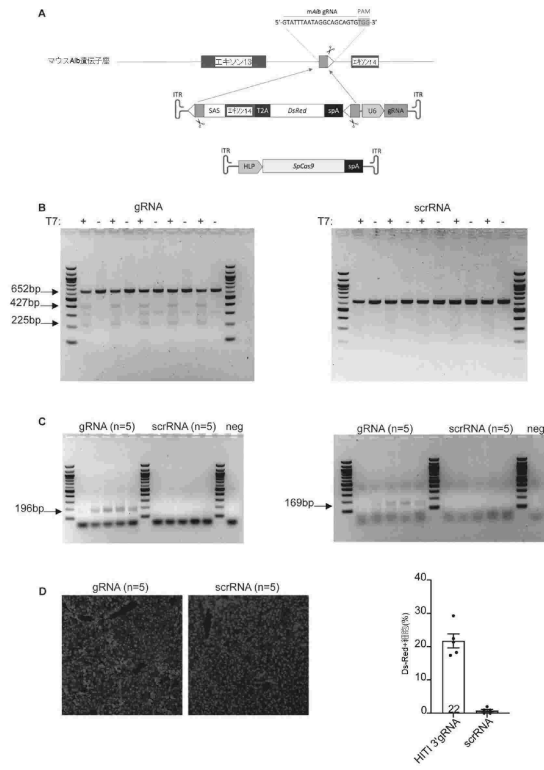 A
mAlb gRNA
PAM
5'-GTATTTAATAGGCAGCAGTGTGG-3'
マウスAlb遺伝子座
エキソン13
エキソン14
ITR
ITR
SAS
エキソン14
T2A
DsRed
spA
U6
gRNA
ITR
ITR
HLP
SpCas9
spA
B
gRNA
scrRNA
T7: + - + - + - + - + -
T7: + - + - + - + - + -
652bp
427bp
225bp
C
gRNA (n=5) scrRNA (n=5) neg
gRNA (n=5) scrRNA (n=5) neg
196bp
169bp
D
gRNA (n=5)
scrRNA (n=5)
Ds-Red+細胞(%)
40
30
20
10
0
22
HITI 3'gRNA
scrRNA